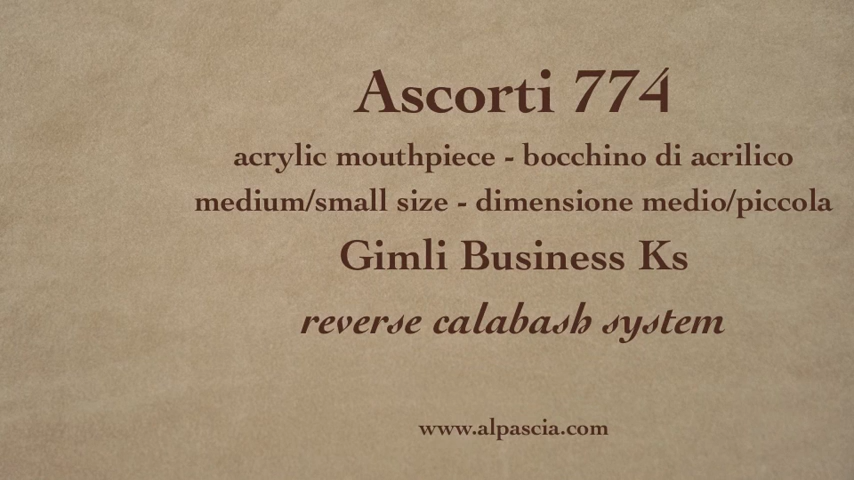 Ascorti 774
acrylic mouthpiece - bocchino di acrilico
medium/small size - dimensione medio/piccola
Gimli Business Ks
reverse calabash system
www.alpascia.com